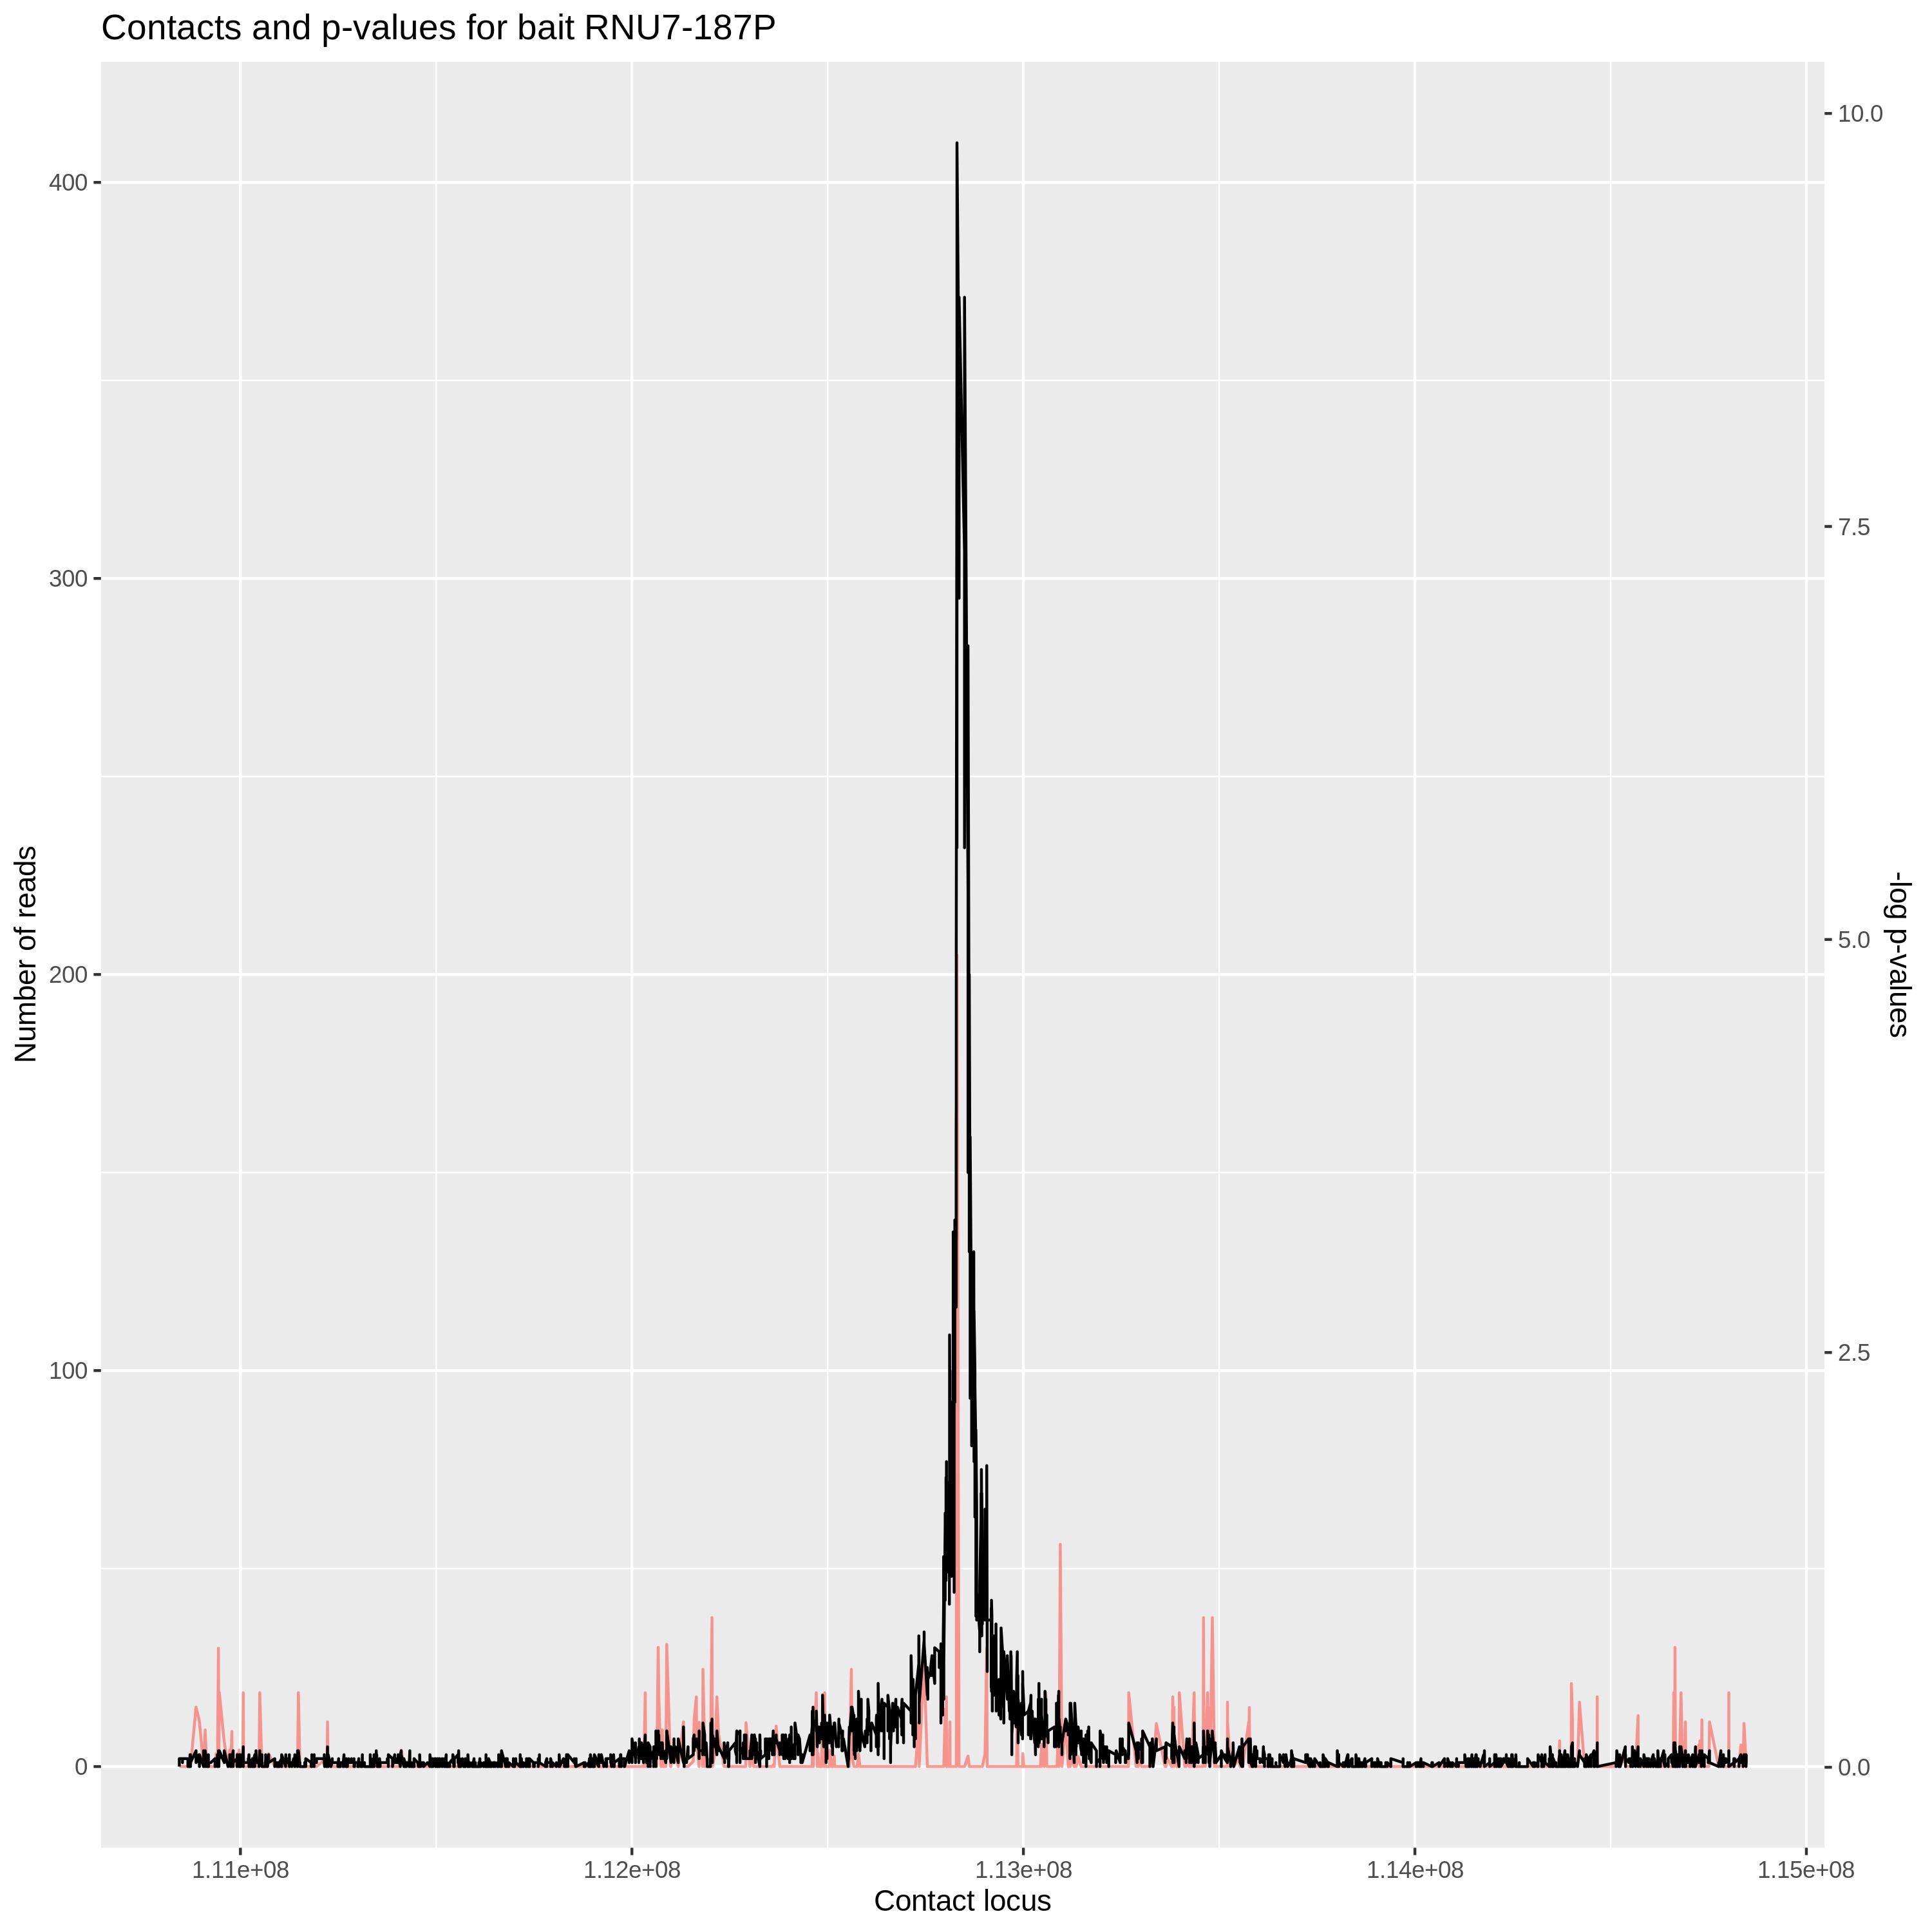 Contacts and p-values for bait RNU7-187P
400
300
200
100
0
10.0
7.5
5.0
2.5
0.0
Number of reads
-log p-values
1.11e+08
1.12e+08
1.13e+08
1.14e+08
1.15e+08
Contact locus